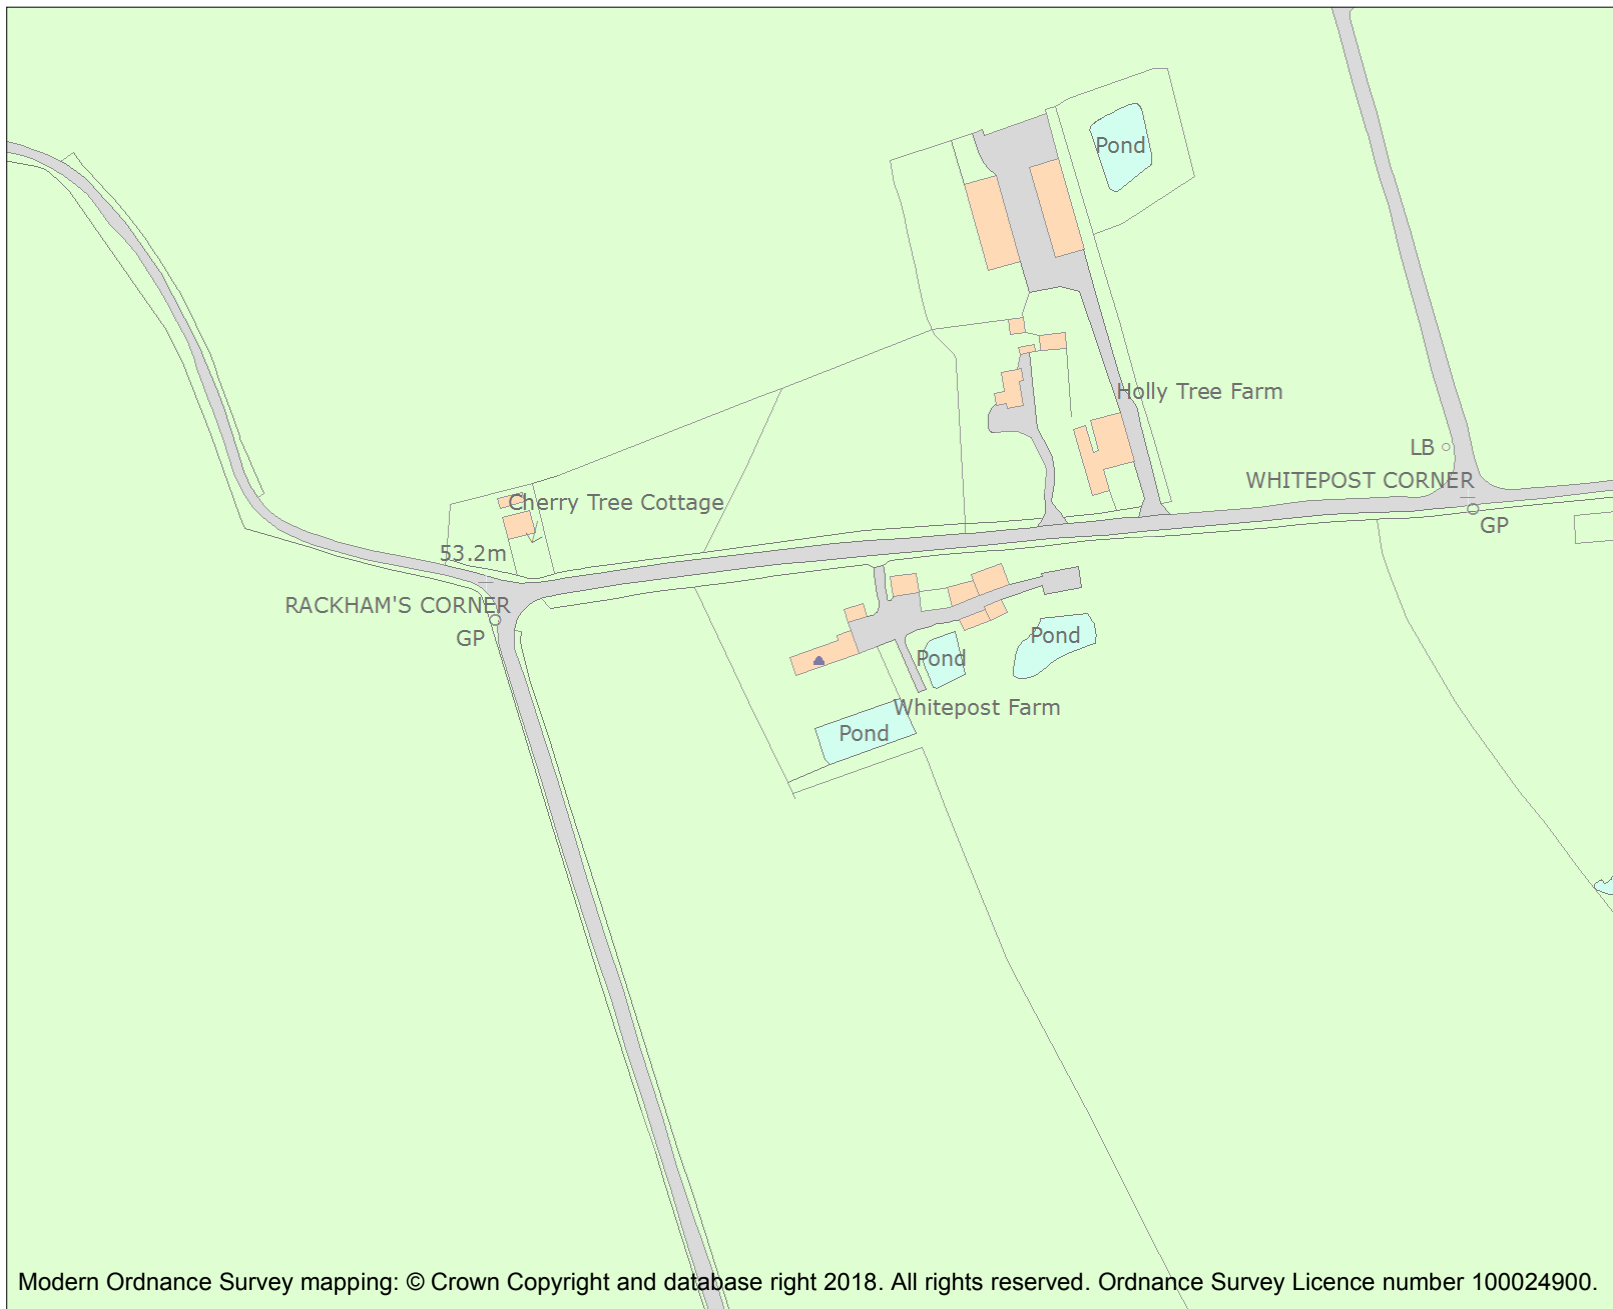 Pond
Holly Tree Farm
LB
WHITEPOST CORNER
Cherry Tree Cottage
GP
53.2m
RACKHAM'S CORNER
GP
Pond
Pond
Whitepost Farm
Pond
Modern Ordnance Survey mapping: © Crown Copyright and database right 2018. All rights reserved. Ordnance Survey Licence number 100024900.